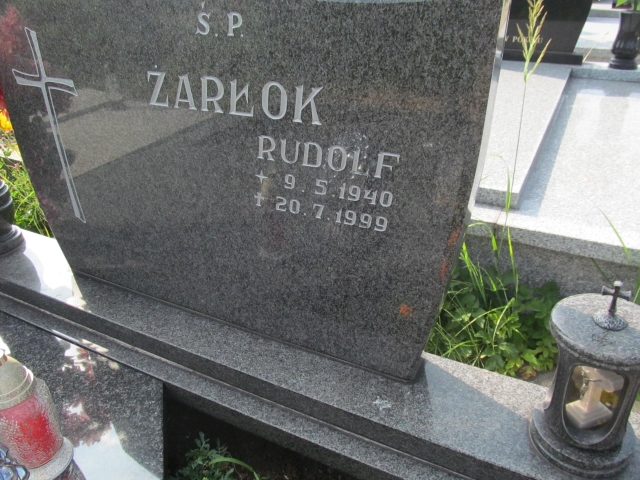 Ś. P.
ŻARŁOK
RUDOLF
* 9. 5. 1940
† 20. 7. 1999